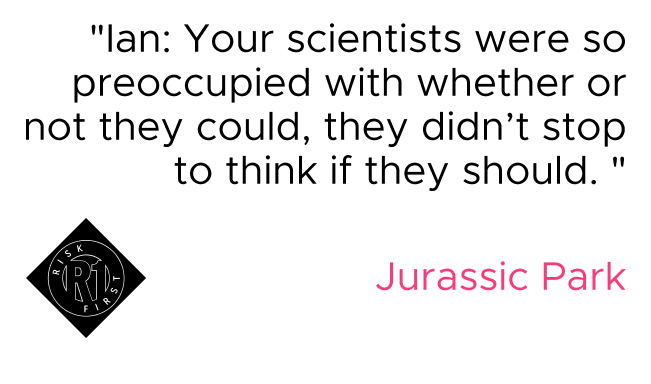 "Ian: Your scientists were so
preoccupied with whether or
not they could, they didn’t stop
to think if they should. "
Jurassic Park
RISK
R1
FIRST